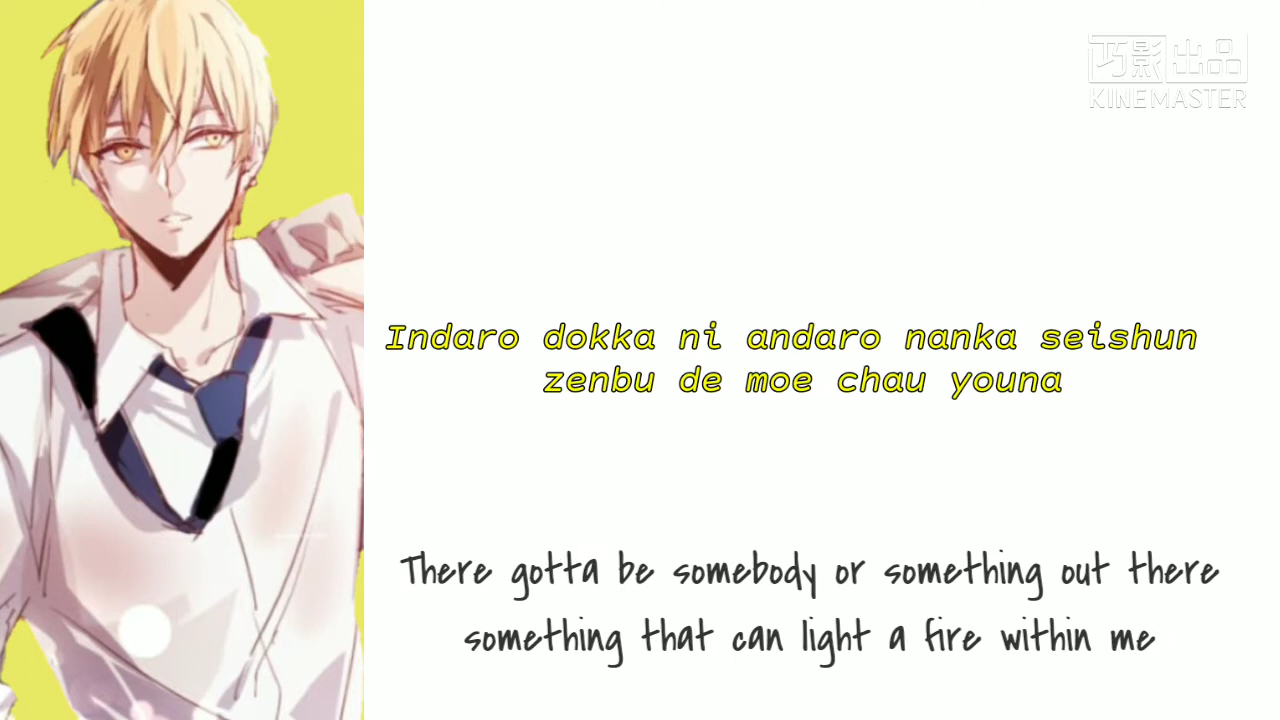 巧影出品
KINEMASTER
Indaro dokka ni andaro nanka seishun
zenbu de moe chau youna
There gotta be somebody or something out there
something that can light a fire within me